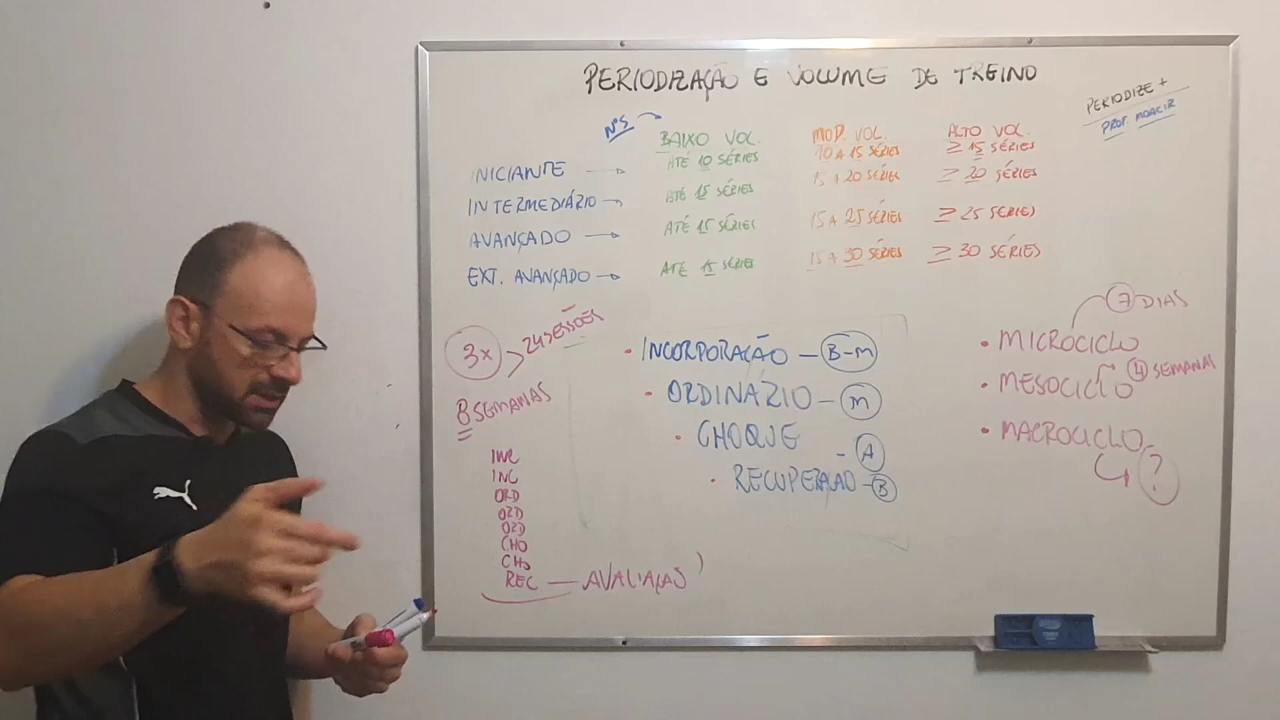 PERIODIZAÇÃO E VOLUME DE TREINO
PERIODIZE +
PROF. MOACIR
NºS
BAIXO VOL. MOD. VOL. ALTO VOL.
INICIANTE ATÉ 10 SÉRIES 10 A 15 SÉRIES ≥ 15 SÉRIES
INTERMEDIÁRIO ATÉ 15 SÉRIES 15 A 20 SÉRIES ≥ 20 SÉRIES
AVANÇADO ATÉ 15 SÉRIES 15 A 25 SÉRIES ≥ 25 SÉRIES
EXT. AVANÇADO ATÉ 15 SÉRIES 15 A 30 SÉRIES ≥ 30 SÉRIES
3x 24 SESSÕES
8 SEMANAS
INC
INC
ORD
ORD
ORD
CHO
CHO
REC — AVALIAÇÃO
• INCORPORAÇÃO – B-M
• ORDINÁRIO – M
• CHOQUE – A
• RECUPERAÇÃO – B
7 DIAS
• MICROCICLO
• MESOCICLO 4 SEMANAS
• MACROCICLO
?